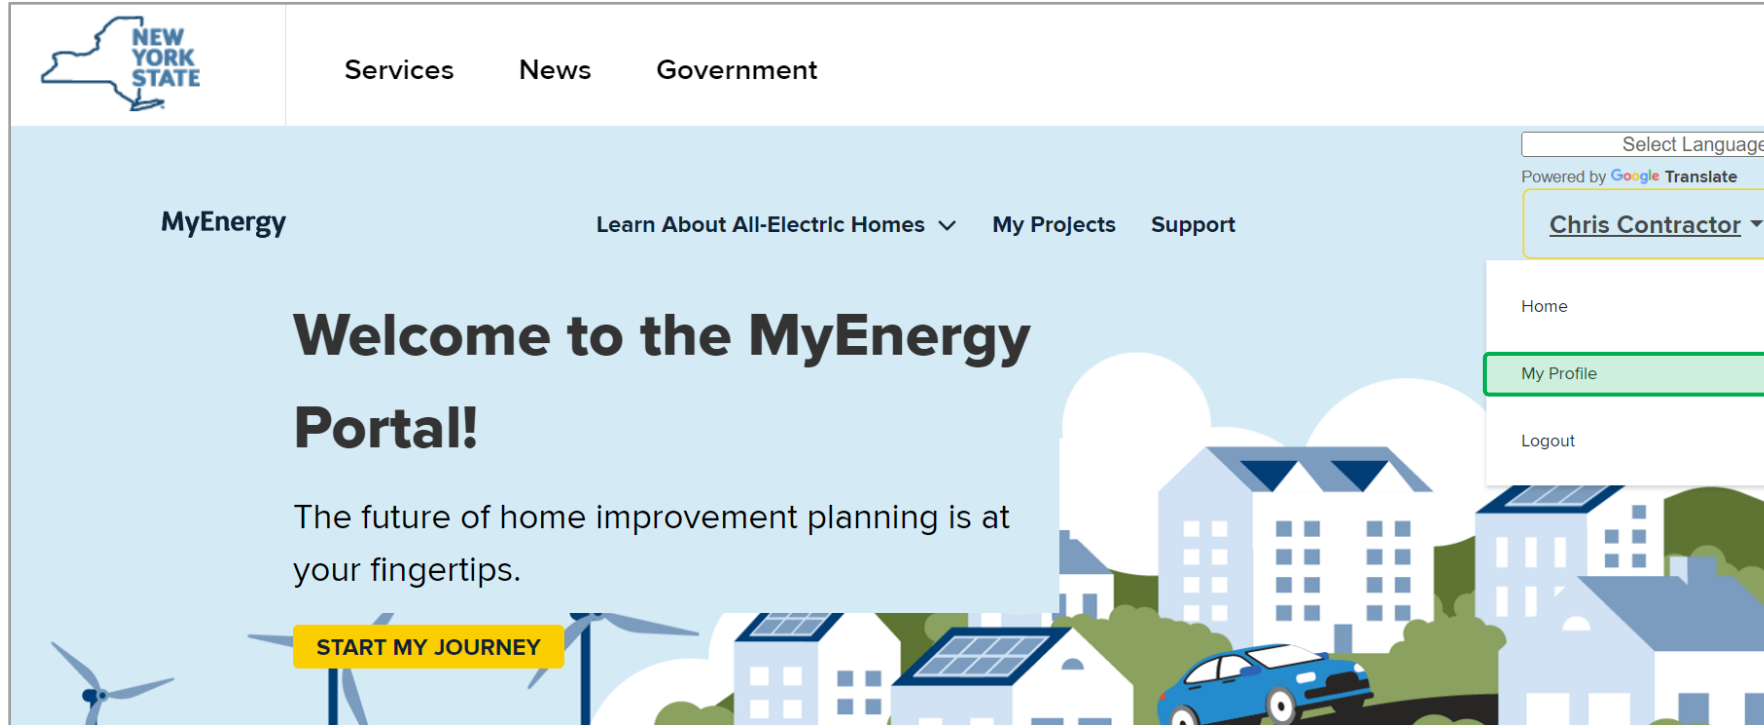 NEW
YORK
STATE
Services News Government
Select Language
Powered by Google Translate
MyEnergy Learn About All-Electric Homes My Projects Support Chris Contractor
Home
My Profile
Logout
Welcome to the MyEnergy
Portal!
The future of home improvement planning is at
your fingertips.
START MY JOURNEY